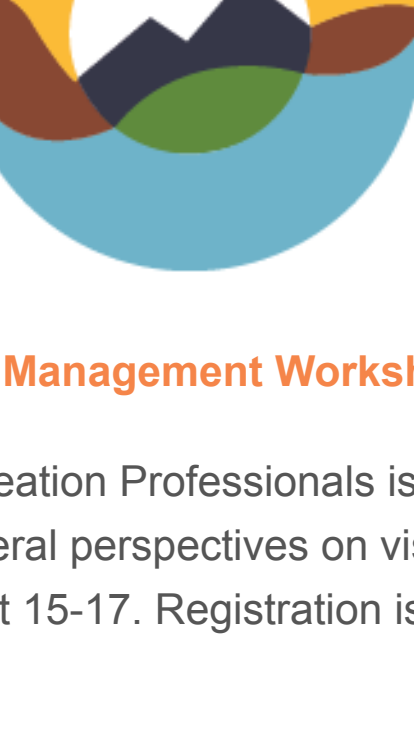 Management Worksh
eation Professionals is
eral perspectives on vis
t 15-17. Registration is